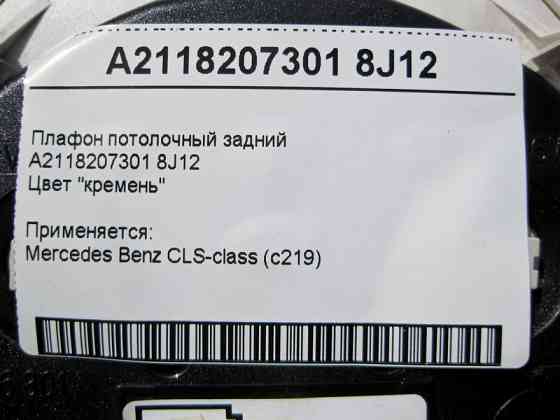 A2118207301 8J12
Плафон потолочный задний
A2118207301 8J12
Цвет "кремень"
Применяется:
Mercedes Benz CLS-class (c219)